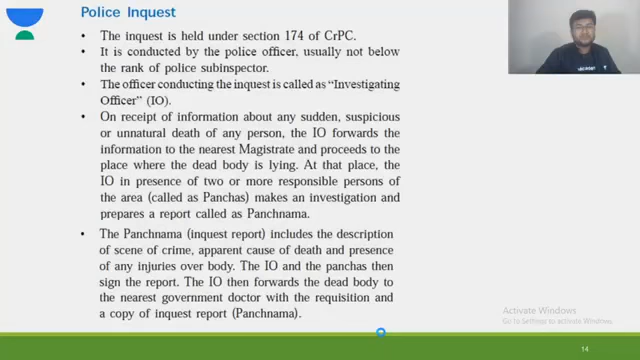 Police Inquest
• The inquest is held under section 174 of CrPC.
• It is conducted by the police officer, usually not below
the rank of police subinspector.
• The officer conducting the inquest is called as “Investigating
Officer” (IO).
• On receipt of information about any sudden, suspicious
or unnatural death of any person, the IO forwards the
information to the nearest Magistrate and proceeds to the
place where the dead body is lying. At that place, the
IO in presence of two or more responsible persons of
the area (called as Panchas) makes an investigation and
prepares a report called as Panchnama.
• The Panchnama (inquest report) includes the description
of scene of crime, apparent cause of death and presence
of any injuries over body. The IO and the panchas then
sign the report. The IO then forwards the dead body to
the nearest government doctor with the requisition and
a copy of inquest report (Panchnama).
Activate Windows
Go to Settings to activate Windows.
14